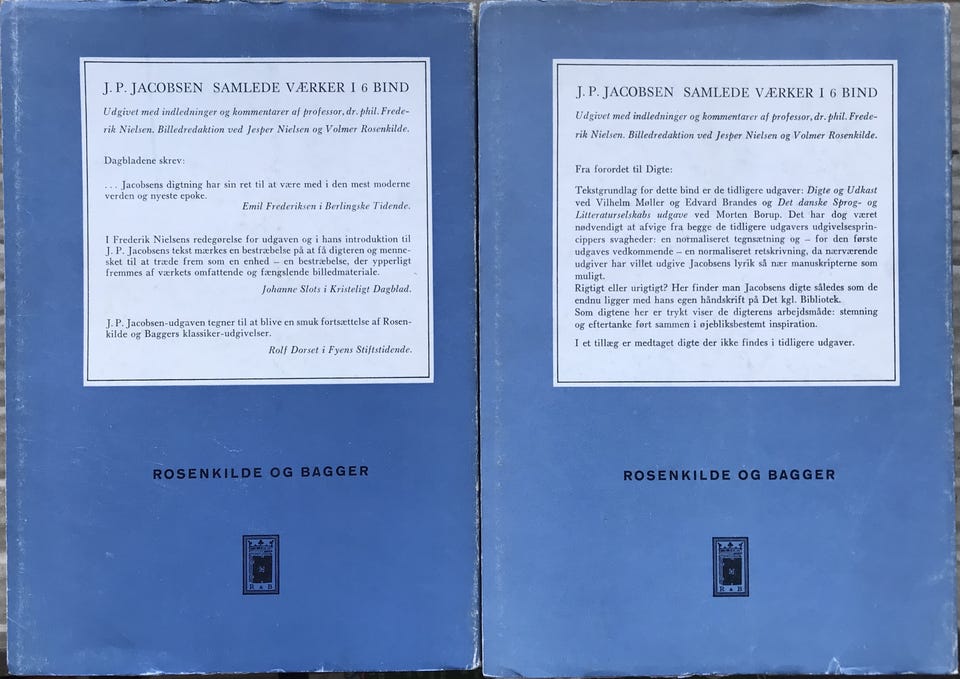 J. P. JACOBSEN SAMLEDE VÆRKER I 6 BIND
Udgivet med indledninger og kommentarer af professor, dr. phil. Frede-
rik Nielsen. Billedredaktion ved Jesper Nielsen og Volmer Rosenkilde.
Dagbladene skrev:
... Jacobsens digtning har sin ret til at være med i den mest moderne
verden og nyeste epoke.
Emil Frederiksen i Berlingske Tidende.
I Frederik Nielsens redegørelse for udgaven og i hans introduktion til
J. P. Jacobsens tekst mærkes en bestræbelse på at få digteren og menne-
sket til at træde frem som en enhed – en bestræbelse, der ypperligt
fremmes af værkets omfattende og fængslende billedmateriale.
Johanne Slots i Kristeligt Dagblad.
J. P. Jacobsen-udgaven tegner til at blive en smuk fortsættelse af Rosen-
kilde og Baggers klassiker-udgivelser.
Rolf Dorset i Fyens Stiftstidende.
ROSENKILDE OG BAGGER
R & B
J. P. JACOBSEN SAMLEDE VÆRKER I 6 BIND
Udgivet med indledninger og kommentarer af professor, dr. phil. Frede-
rik Nielsen. Billedredaktion ved Jesper Nielsen og Volmer Rosenkilde.
Fra forordet til Digte:
Tekstgrundlag for dette bind er de tidligere udgaver: Digte og Udkast
ved Vilhelm Møller og Edvard Brandes og Det danske Sprog- og
Litteraturselskabs udgave ved Morten Borup. Det har dog været
nødvendigt at afvige fra begge de tidligere udgavers udgivelsesprin-
cippers svagheder: en normaliseret tegnsætning og – for den første
udgaves vedkommende – en normaliseret retskrivning, da nærværende
udgiver har villet udgive Jacobsens lyrik så nær manuskripterne som
muligt.
Rigtigt eller urigtigt? Her finder man Jacobsens digte således som de
endnu ligger med hans egen håndskrift på Det kgl. Bibliotek.
Som digtene her er trykt viser de digterens arbejdsmåde: stemning
og eftertanke ført sammen i øjebliksbestemt inspiration.
I et tillæg er medtaget digte der ikke findes i tidligere udgaver.
ROSENKILDE OG BAGGER
R & B